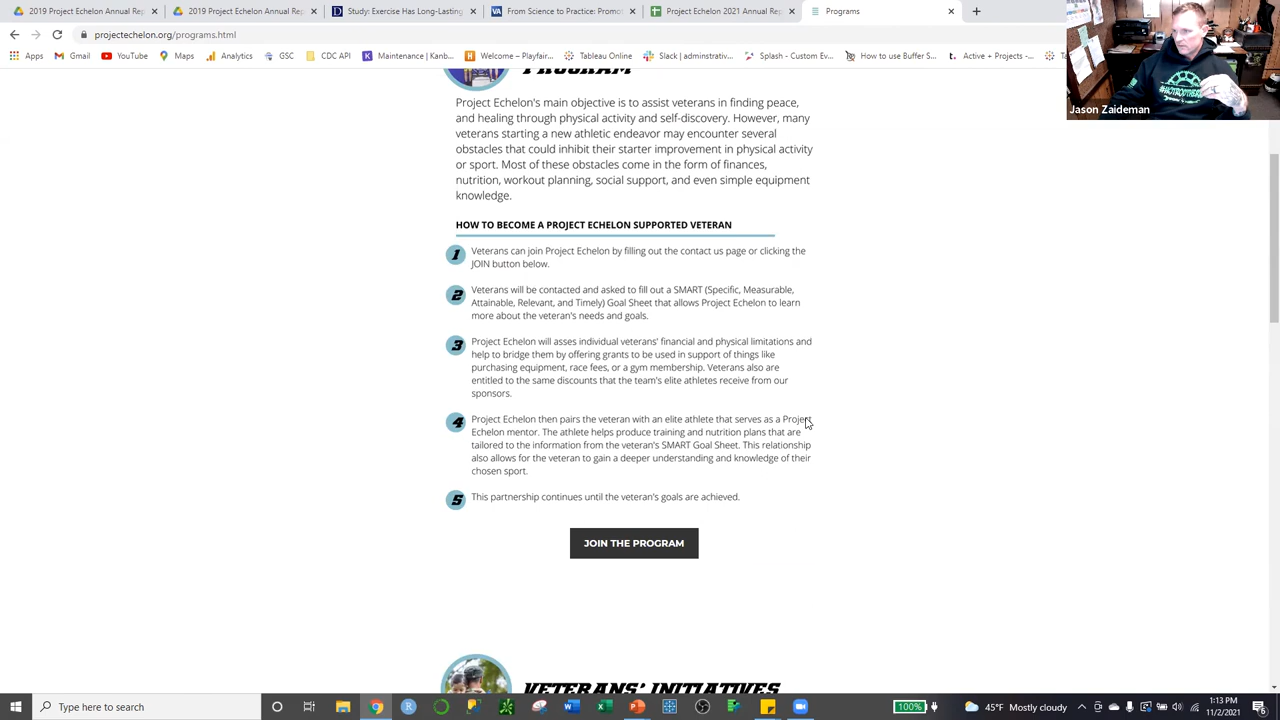 2019 Project Echelon Annual Rep
2019 Project Echelon Annual Rep
Study: Exercise Has Long-Lasting
From Science to Practice: Promot
Project Echelon 2021 Annual Rep
Programs
projectechelon.org/programs.html
Apps
Gmail
YouTube
Maps
Analytics
GSC
CDC API
Maintenance | Kanb...
Welcome – Playfair...
Tableau Online
Slack | adminstrativ...
Splash - Custom Ev...
How to use Buffer S...
Active + Projects -...
Jason Zaideman
PROGRAM
Project Echelon's main objective is to assist veterans in finding peace,
and healing through physical activity and self-discovery. However, many
veterans starting a new athletic endeavor may encounter several
obstacles that could inhibit their starter improvement in physical activity
or sport. Most of these obstacles come in the form of finances,
nutrition, workout planning, social support, and even simple equipment
knowledge.
HOW TO BECOME A PROJECT ECHELON SUPPORTED VETERAN
1 Veterans can join Project Echelon by filling out the contact us page or clicking the
JOIN button below.
2 Veterans will be contacted and asked to fill out a SMART (Specific, Measurable,
Attainable, Relevant, and Timely) Goal Sheet that allows Project Echelon to learn
more about the veteran's needs and goals.
3 Project Echelon will asses individual veterans' financial and physical limitations and
help to bridge them by offering grants to be used in support of things like
purchasing equipment, race fees, or a gym membership. Veterans also are
entitled to the same discounts that the team's elite athletes receive from our
sponsors.
4 Project Echelon then pairs the veteran with an elite athlete that serves as a Project
Echelon mentor. The athlete helps produce training and nutrition plans that are
tailored to the information from the veteran's SMART Goal Sheet. This relationship
also allows for the veteran to gain a deeper understanding and knowledge of their
chosen sport.
5 This partnership continues until the veteran's goals are achieved.
JOIN THE PROGRAM
VETERANS' INITIATIVES
Type here to search
100%
45°F Mostly cloudy
1:13 PM
11/2/2021